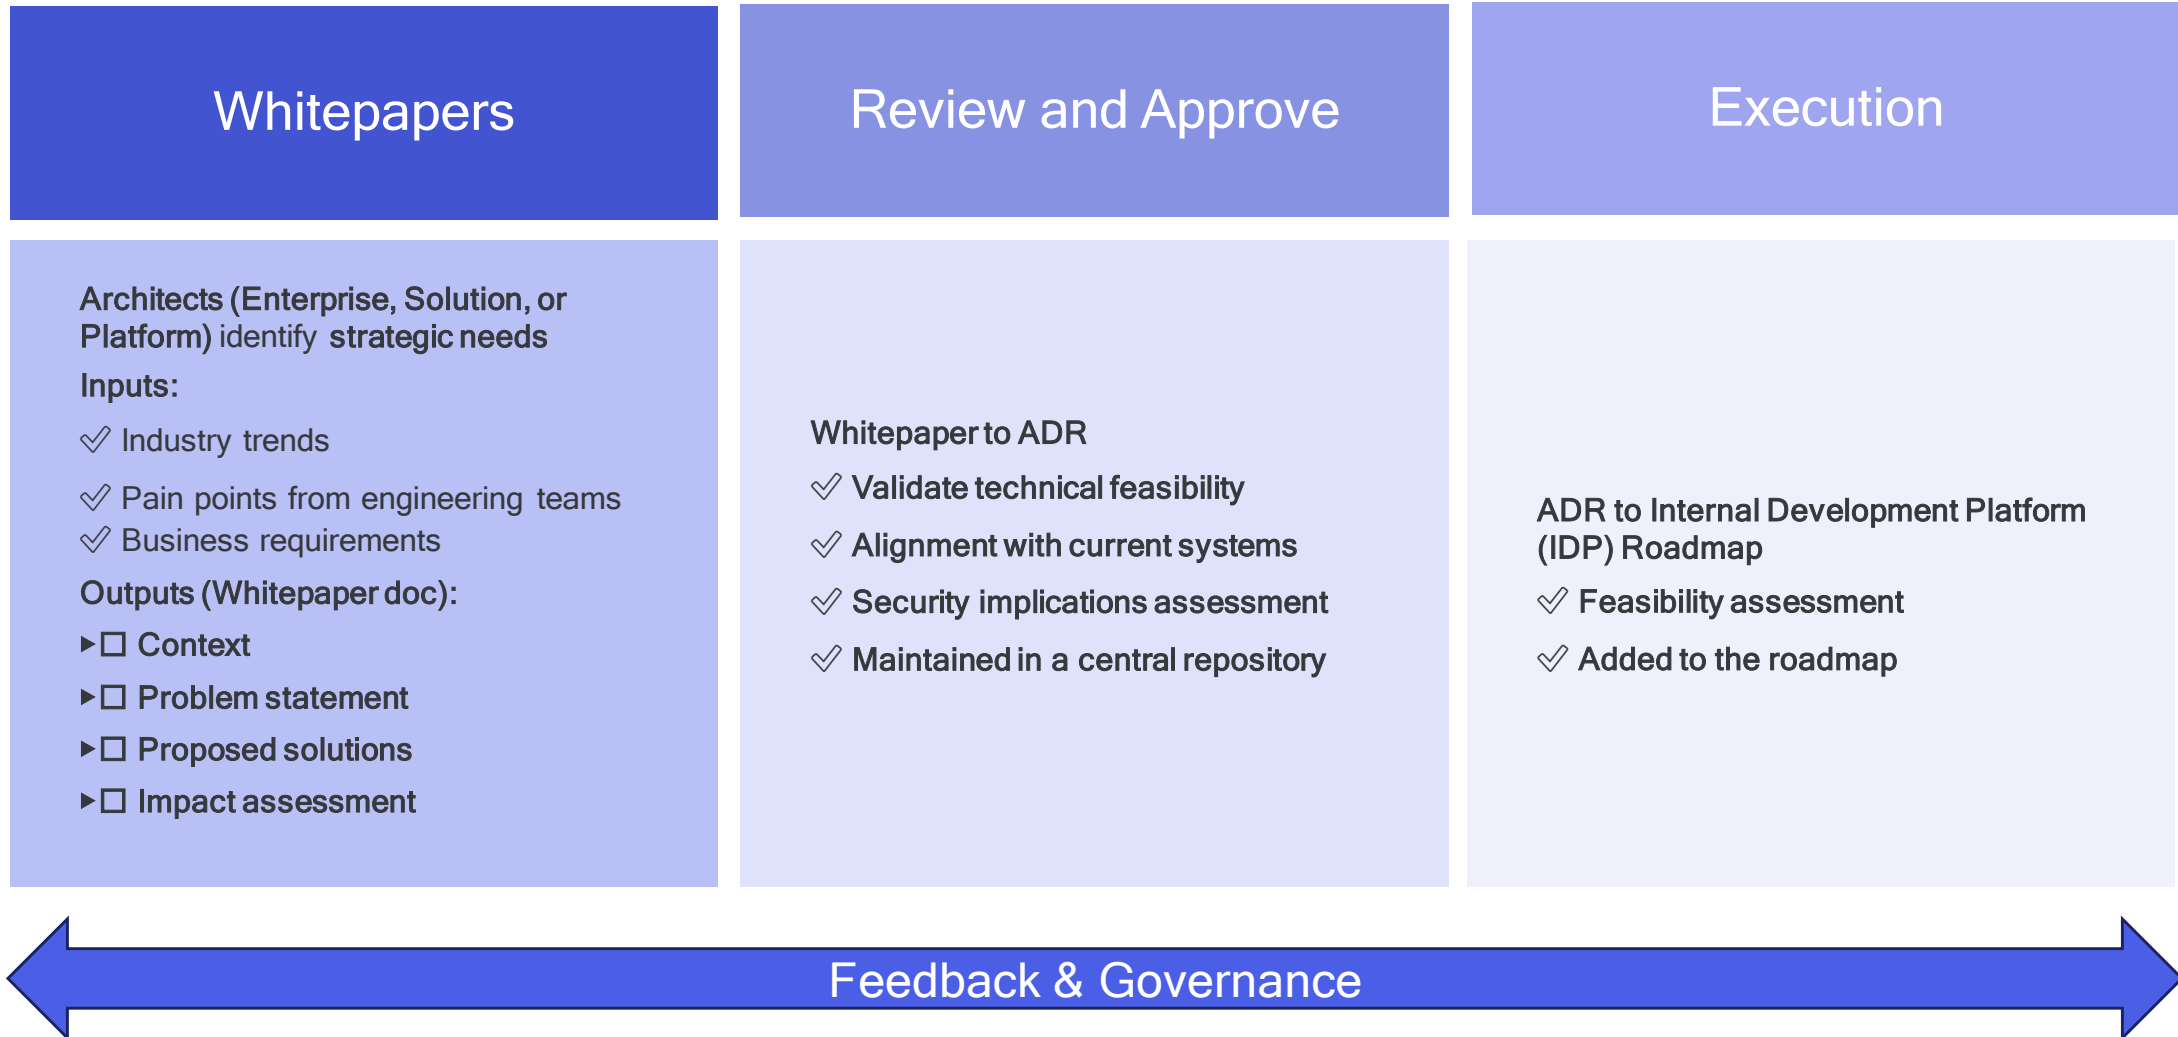 Whitepapers
Review and Approve
Execution
Architects (Enterprise, Solution, or
Platform) identify strategic needs
Inputs:
✓ Industry trends
✓ Pain points from engineering teams
✓ Business requirements
Outputs (Whitepaper doc):
▶☐ Context
▶☐ Problem statement
▶☐ Proposed solutions
▶☐ Impact assessment
Whitepaper to ADR
✓ Validate technical feasibility
✓ Alignment with current systems
✓ Security implications assessment
✓ Maintained in a central repository
ADR to Internal Development Platform
(IDP) Roadmap
✓ Feasibility assessment
✓ Added to the roadmap
Feedback & Governance